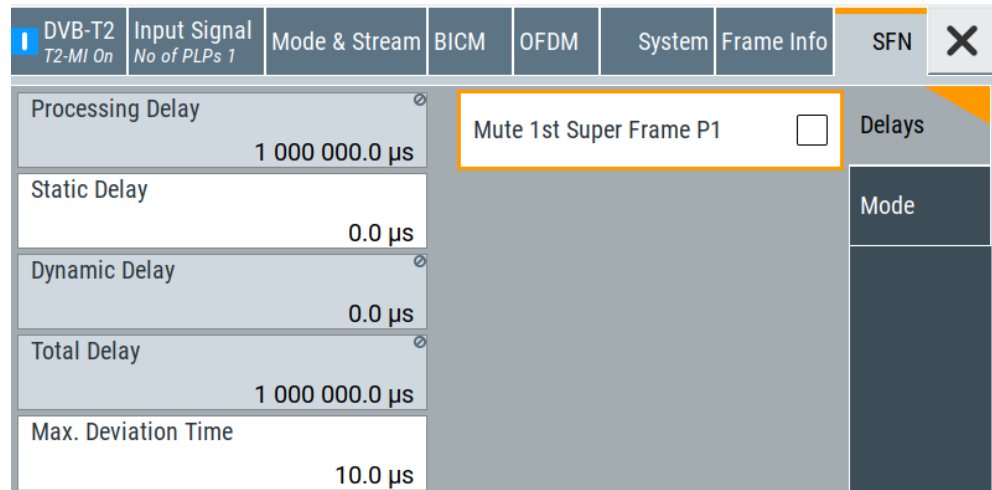 DVB-T2
T2-MI On
Input Signal
No of PLPs 1
Mode & Stream
BICM
OFDM
System
Frame Info
SFN
Processing Delay
1 000 000.0 µs
Static Delay
0.0 µs
Dynamic Delay
0.0 µs
Total Delay
1 000 000.0 µs
Max. Deviation Time
10.0 µs
Mute 1st Super Frame P1
Delays
Mode